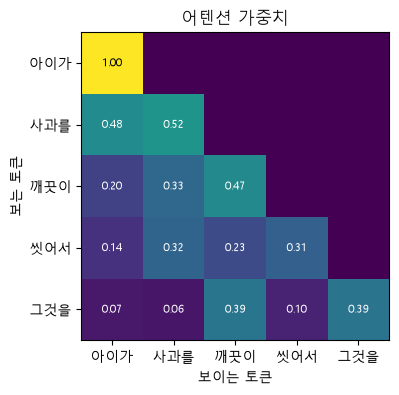 어텐션 가중치
보는 토큰
아이가 1.00
사과를 0.48 0.52
깨끗이 0.20 0.33 0.47
씻어서 0.14 0.32 0.23 0.31
그것을 0.07 0.06 0.39 0.10 0.39
아이가 사과를 깨끗이 씻어서 그것을
보이는 토큰